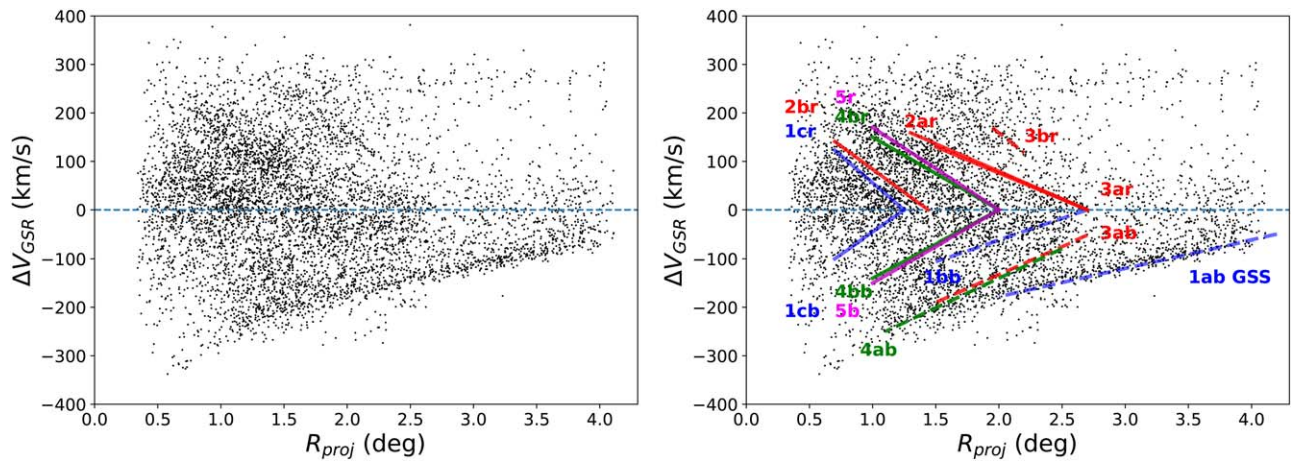 400
300
200
100
0
−100
−200
−300
−400
ΔV_GSR (km/s)
0.0 0.5 1.0 1.5 2.0 2.5 3.0 3.5 4.0
R_proj (deg)
400
300
200
100
0
−100
−200
−300
−400
ΔV_GSR (km/s)
5r
2br 4br 2ar
1cr 3br
3ar
3ab
1bb 1ab GSS
4bb
1cb 5b
4ab
0.0 0.5 1.0 1.5 2.0 2.5 3.0 3.5 4.0
R_proj (deg)